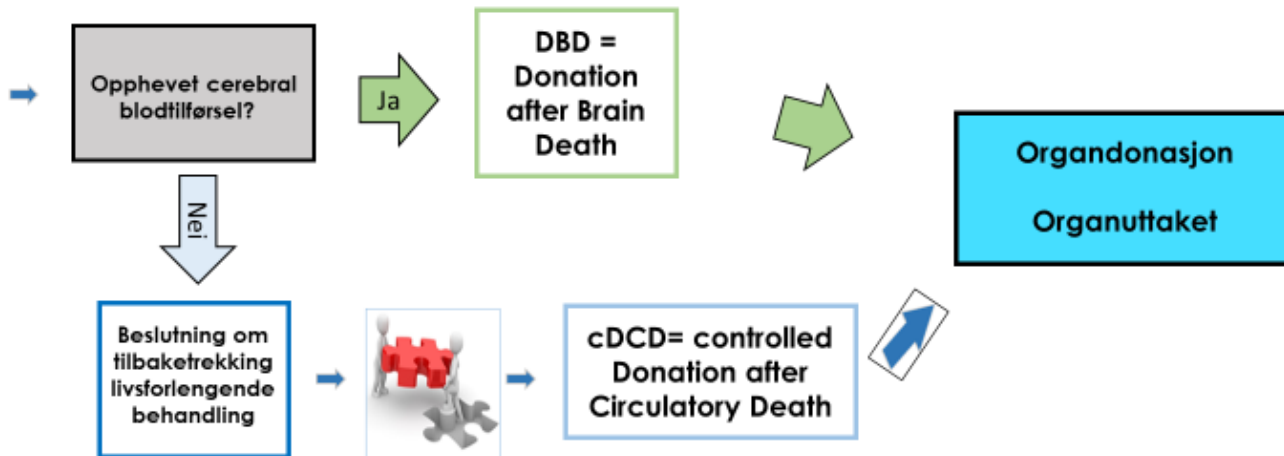 Opphevet cerebral
blodtilførsel?
Ja
DBD =
Donation
after Brain
Death
Organdonasjon
Organuttaket
Nei
Beslutning om
tilbaketrekking
livsforlengende
behandling
cDCD= controlled
Donation after
Circulatory Death